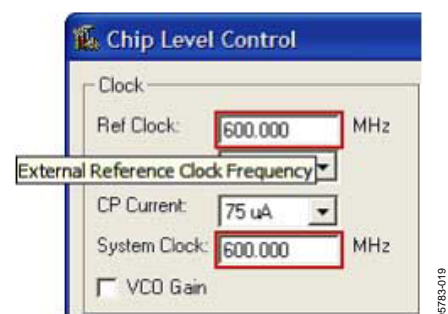 Chip Level Control
Clock
Ref Clock: 600.000 MHz
External Reference Clock Frequency
CP Current: 75 uA
System Clock: 600.000 MHz
VCO Gain
5783-019